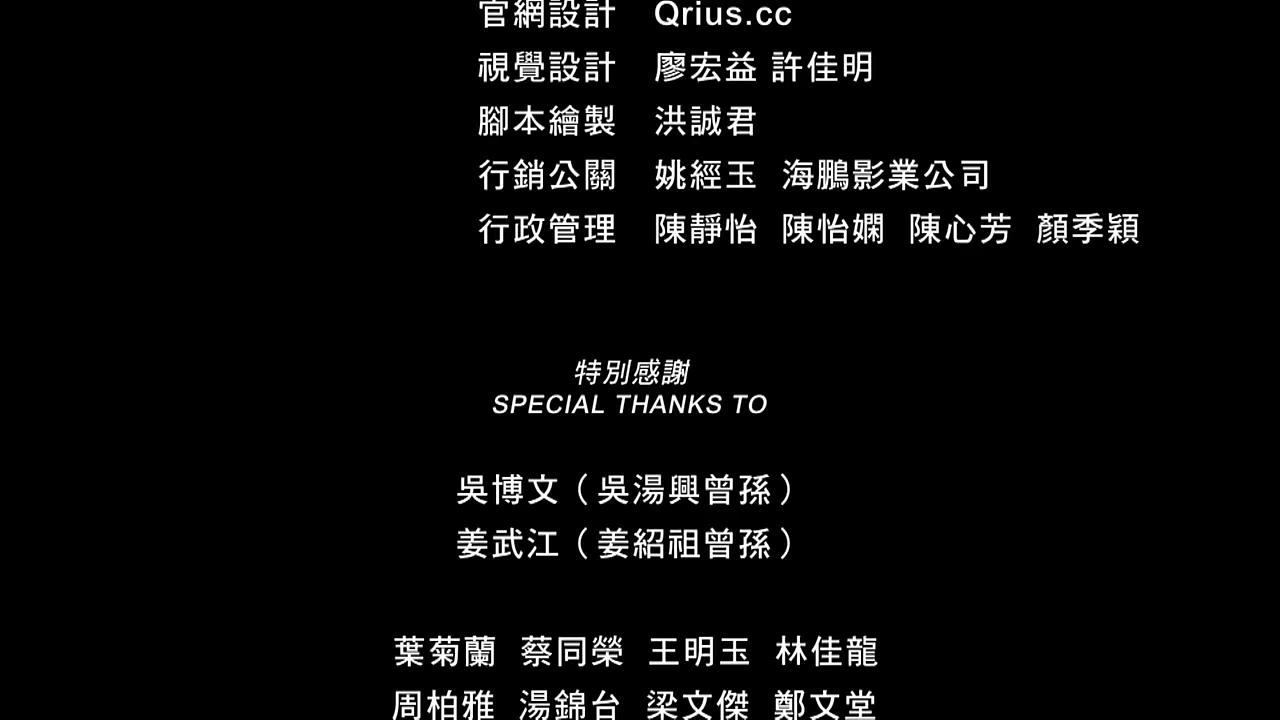 官網設計 Qrius.cc
視覺設計 廖宏益 許佳明
腳本繪製 洪誠君
行銷公關 姚經玉 海鵬影業公司
行政管理 陳靜怡 陳怡嫻 陳心芳 顏季穎
特別感謝
SPECIAL THANKS TO
吳博文（吳湯興曾孫）
姜武江（姜紹祖曾孫）
葉菊蘭 蔡同榮 王明玉 林佳龍
周柏雅 湯錦台 梁文傑 鄭文堂